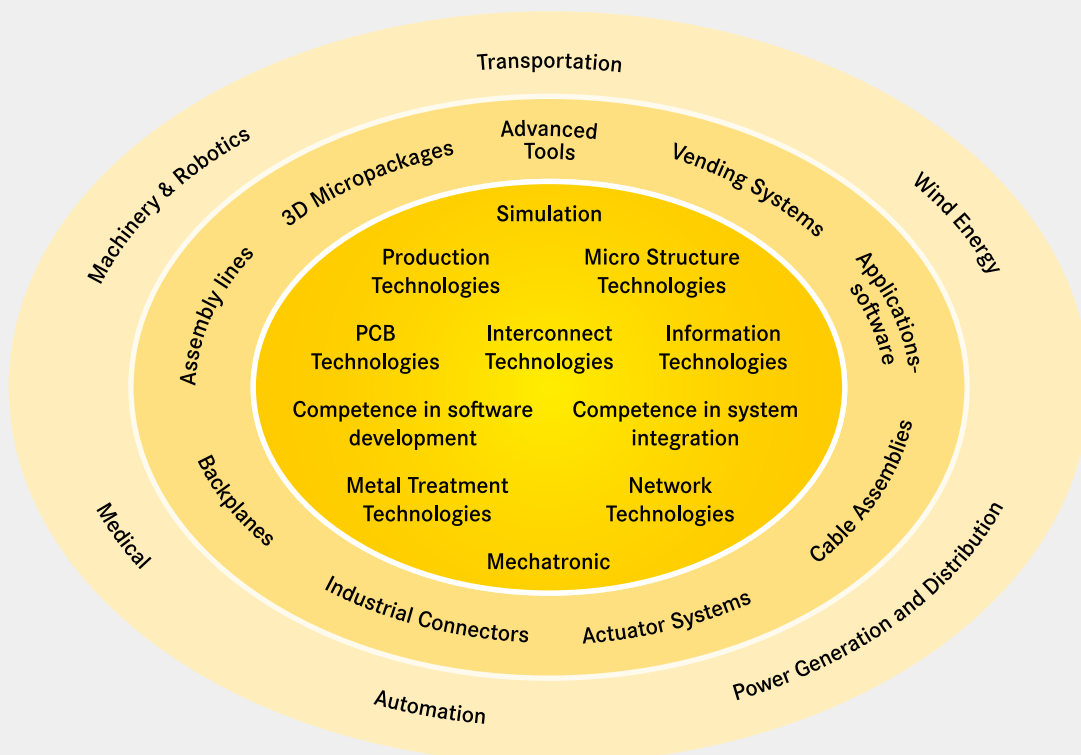 Transportation
Machinery & Robotics
Wind Energy
Medical
Power Generation and Distribution
Automation
Advanced
Tools
3D Micropackages
Vending Systems
Assembly lines
Applications-
software
Backplanes
Cable Assemblies
Industrial Connectors
Actuator Systems
Simulation
Production
Technologies
Micro Structure
Technologies
PCB
Technologies
Interconnect
Technologies
Information
Technologies
Competence in software
development
Competence in system
integration
Metal Treatment
Technologies
Network
Technologies
Mechatronic